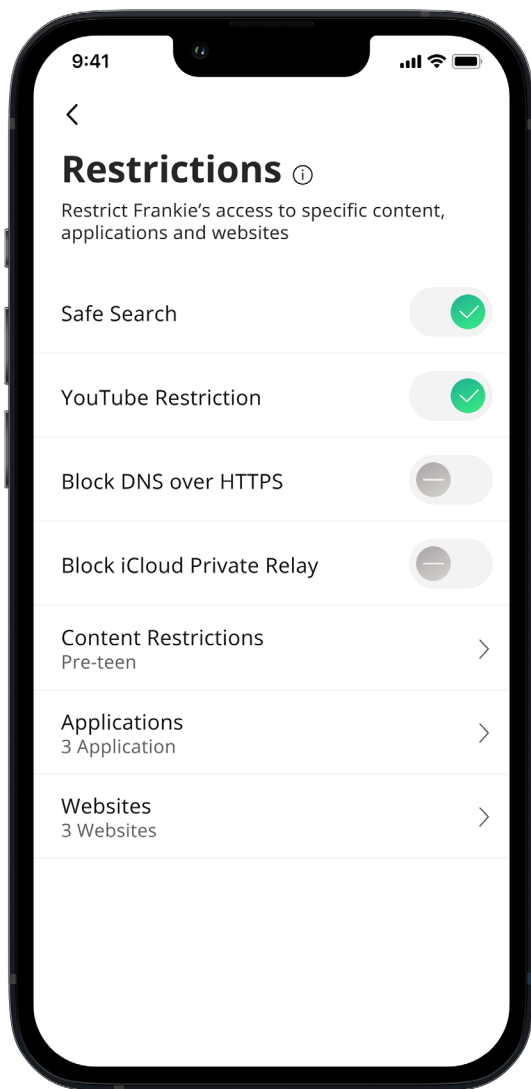 9:41
Restrictions
Restrict Frankie’s access to specific content,
applications and websites
Safe Search
YouTube Restriction
Block DNS over HTTPS
Block iCloud Private Relay
Content Restrictions
Pre-teen
Applications
3 Application
Websites
3 Websites